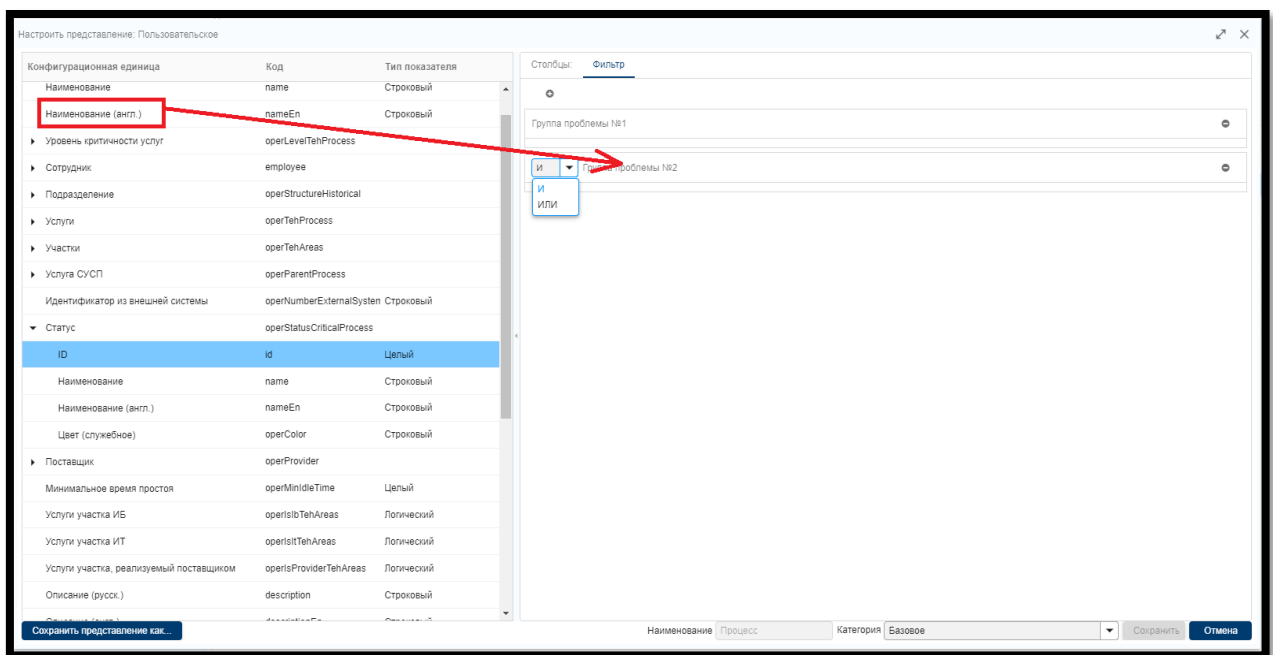 Настроить представление: Пользовательское
Конфигурационная единица Код Тип показателя
Наименование name Строковый
Наименование (англ.) nameEn Строковый
Уровень критичности услуг operLevelTehProcess
Сотрудник employee
Подразделение operStructureHistorical
Услуги operTehProcess
Участки operTehAreas
Услуга СУСП operParentProcess
Идентификатор из внешней системы operNumberExternalSysten Строковый
Статус operStatusCriticalProcess
ID id Целый
Наименование name Строковый
Наименование (англ.) nameEn Строковый
Цвет (служебное) operColor Строковый
Поставщик operProvider
Минимальное время простоя operMinIdleTime Целый
Услуги участка ИБ operIsIbTehAreas Логический
Услуги участка ИТ operIsItTehAreas Логический
Услуги участка, реализуемый поставщиком operIsProviderTehAreas Логический
Описание (русск.) description Строковый
Сохранить представление как...
Столбцы: Фильтр
Группа проблемы №1
И Группа проблемы №2
И
ИЛИ
Наименование Процесс Категория Базовое Сохранить Отмена